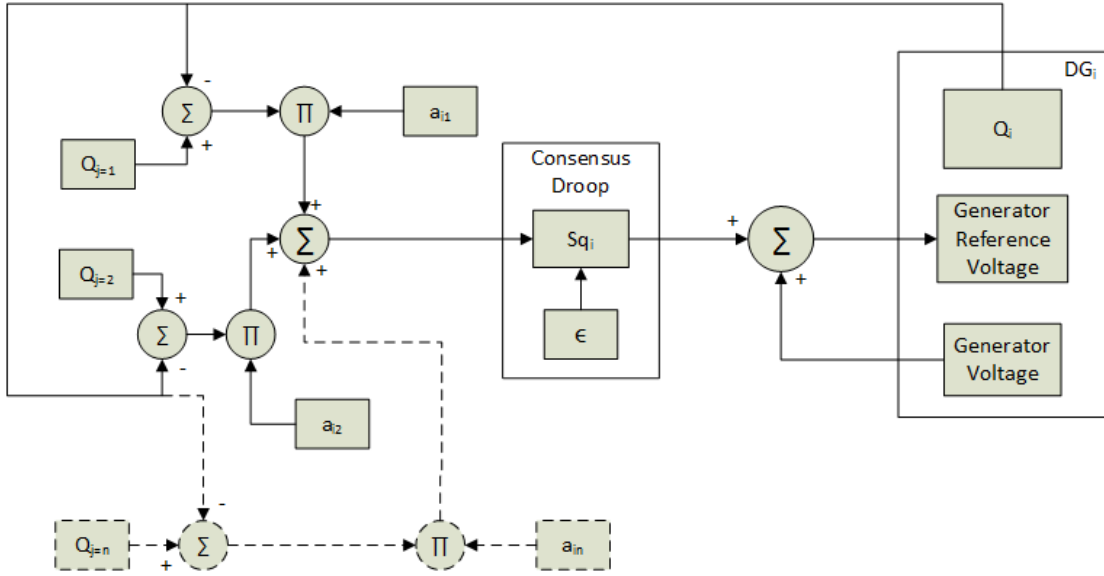 DGᵢ
-
Σ
∏
aᵢ₁
Qᵢ
+
Qⱼ₌₁
Consensus
Droop
+
Σ
+
+
Sqᵢ
+
Σ
+
Generator
Reference
Voltage
Qⱼ₌₂
+
Σ
-
∏
ϵ
Generator
Voltage
aᵢ₂
-
Qⱼ₌ₙ
+
Σ
∏
aᵢₙ